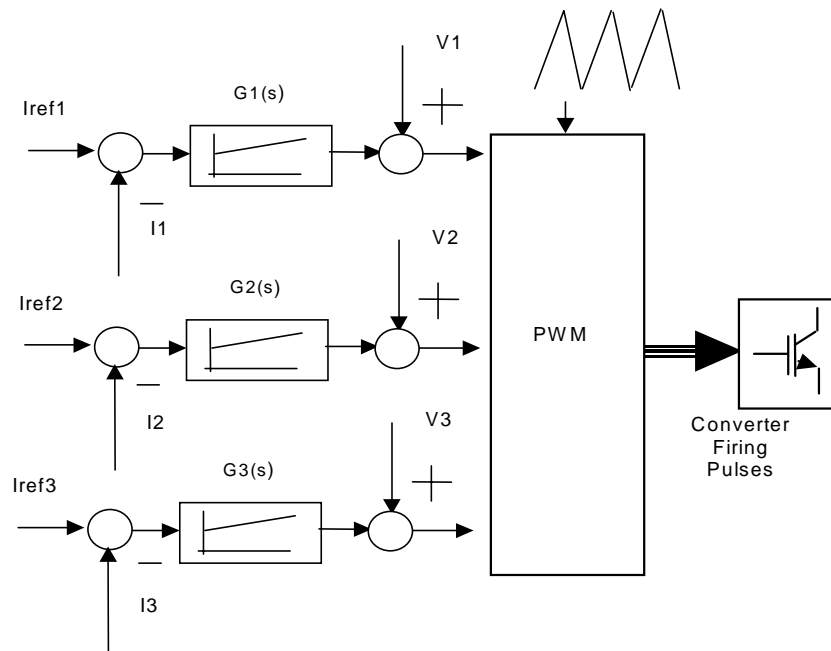 V1
G1(s)
Iref1
I1
V2
G2(s)
Iref2
PWM
I2
V3
Converter
Firing
Pulses
G3(s)
Iref3
I3